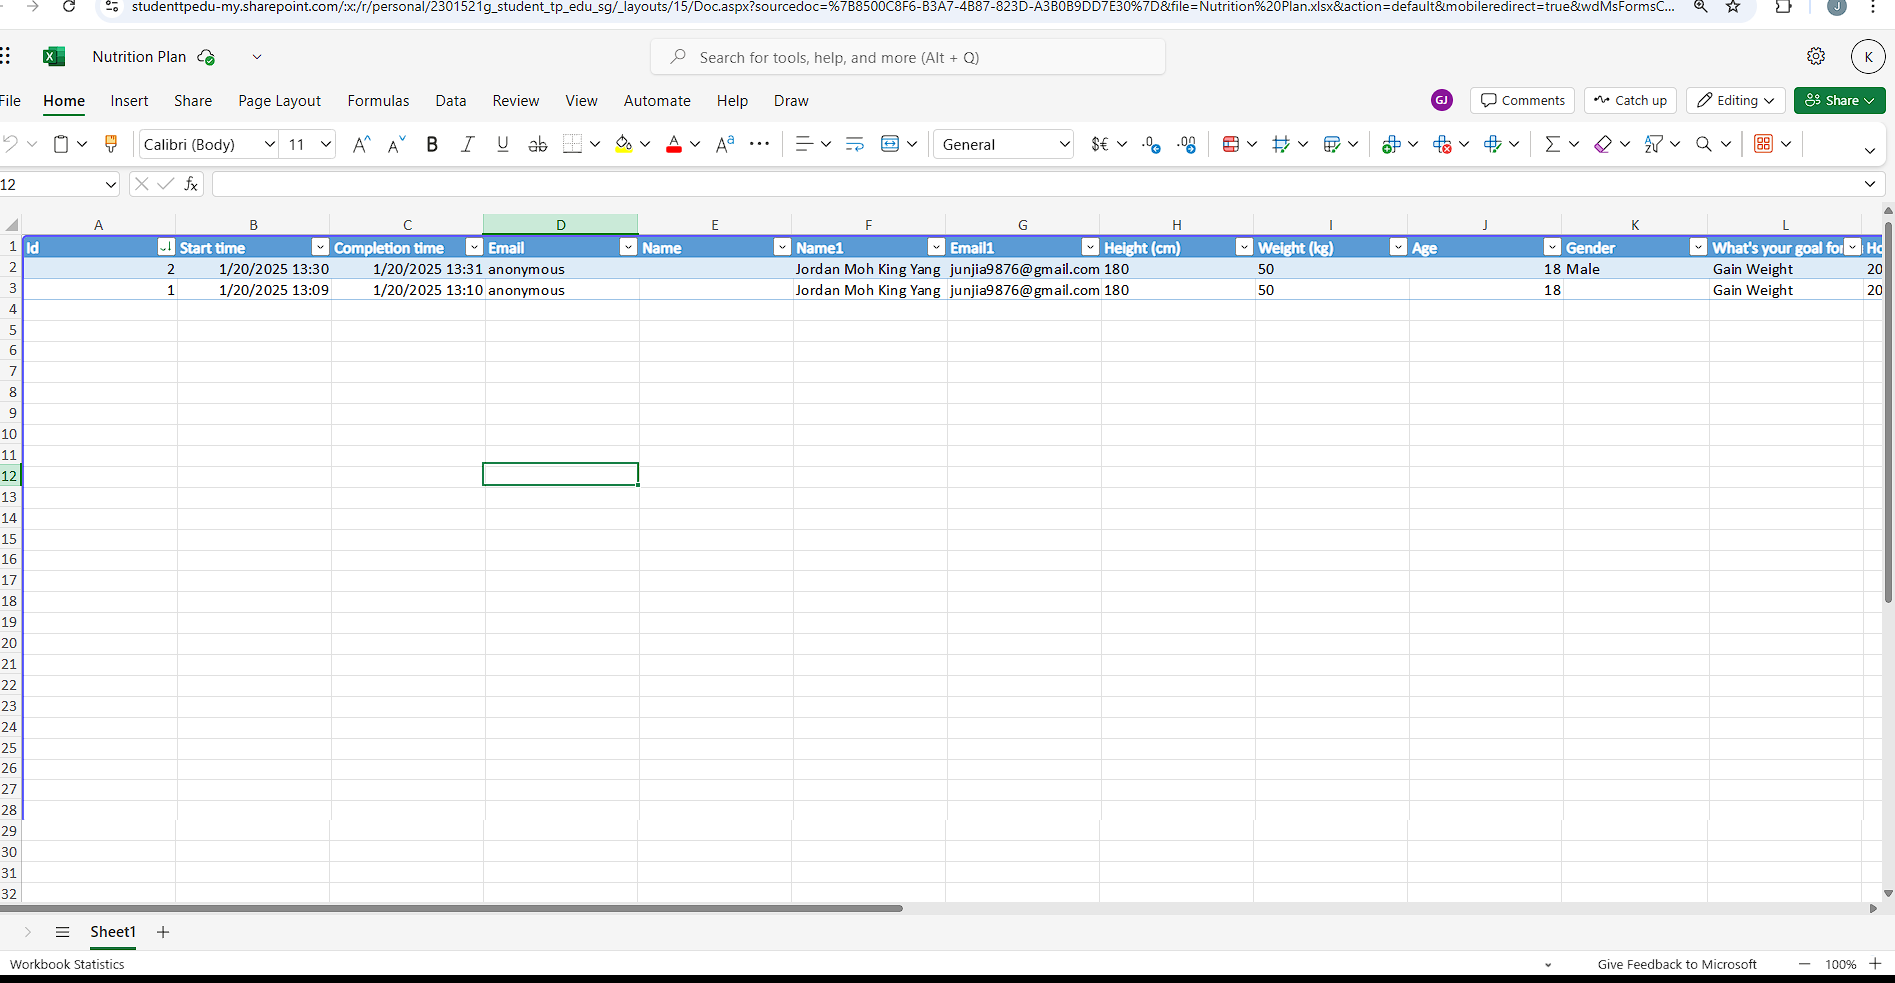 studenttpedu-my.sharepoint.com/:x:/r/personal/2301521g_student_tp_edu_sg/_layouts/15/Doc.aspx?sourcedoc=%7B8500C8F6-B3A7-4B87-823D-A3B0B9DD7E30%7D&file=Nutrition%20Plan.xlsx&action=default&mobileredirect=true&wdMsFormsC... J
Nutrition Plan Search for tools, help, and more (Alt + Q) K
File Home Insert Share Page Layout Formulas Data Review View Automate Help Draw GJ Comments Catch up Editing Share
Calibri (Body) 11 A A B I U ab A Aa ... General $€ .0 .00
12 fx
A B C D E F G H I J K L
1 Id Start time Completion time Email Name Name1 Email1 Height (cm) Weight (kg) Age Gender What's your goal for Ho
2 2 1/20/2025 13:30 1/20/2025 13:31 anonymous Jordan Moh King Yang junjia9876@gmail.com 180 50 18 Male Gain Weight 20
3 1 1/20/2025 13:09 1/20/2025 13:10 anonymous Jordan Moh King Yang junjia9876@gmail.com 180 50 18 Gain Weight 20
4
5
6
7
8
9
10
11
12
13
14
15
16
17
18
19
20
21
22
23
24
25
26
27
28
29
30
31
32
Sheet1
Workbook Statistics Give Feedback to Microsoft 100%